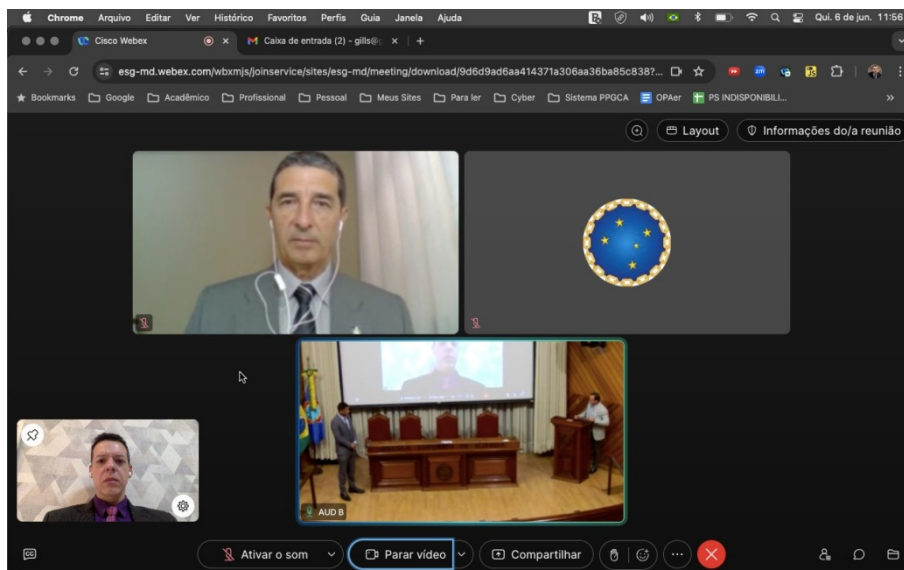 Chrome Arquivo Editar Ver Histórico Favoritos Perfis Guia Janela Ajuda Qui. 6 de jun. 11:56
Cisco Webex Caixa de entrada (2) - gills@
esg-md.webex.com/wbxmjs/joinservice/sites/esg-md/meeting/download/9d6d9ad6aa414371a306aa36ba85c838?...
Bookmarks Google Acadêmico Profissional Pessoal Meus Sites Para ler Cyber Sistema PPGCA OPAer PS INDISPONIBILI... »
Layout Informações do/a reunião
AUD B
CC Ativar o som Parar vídeo Compartilhar